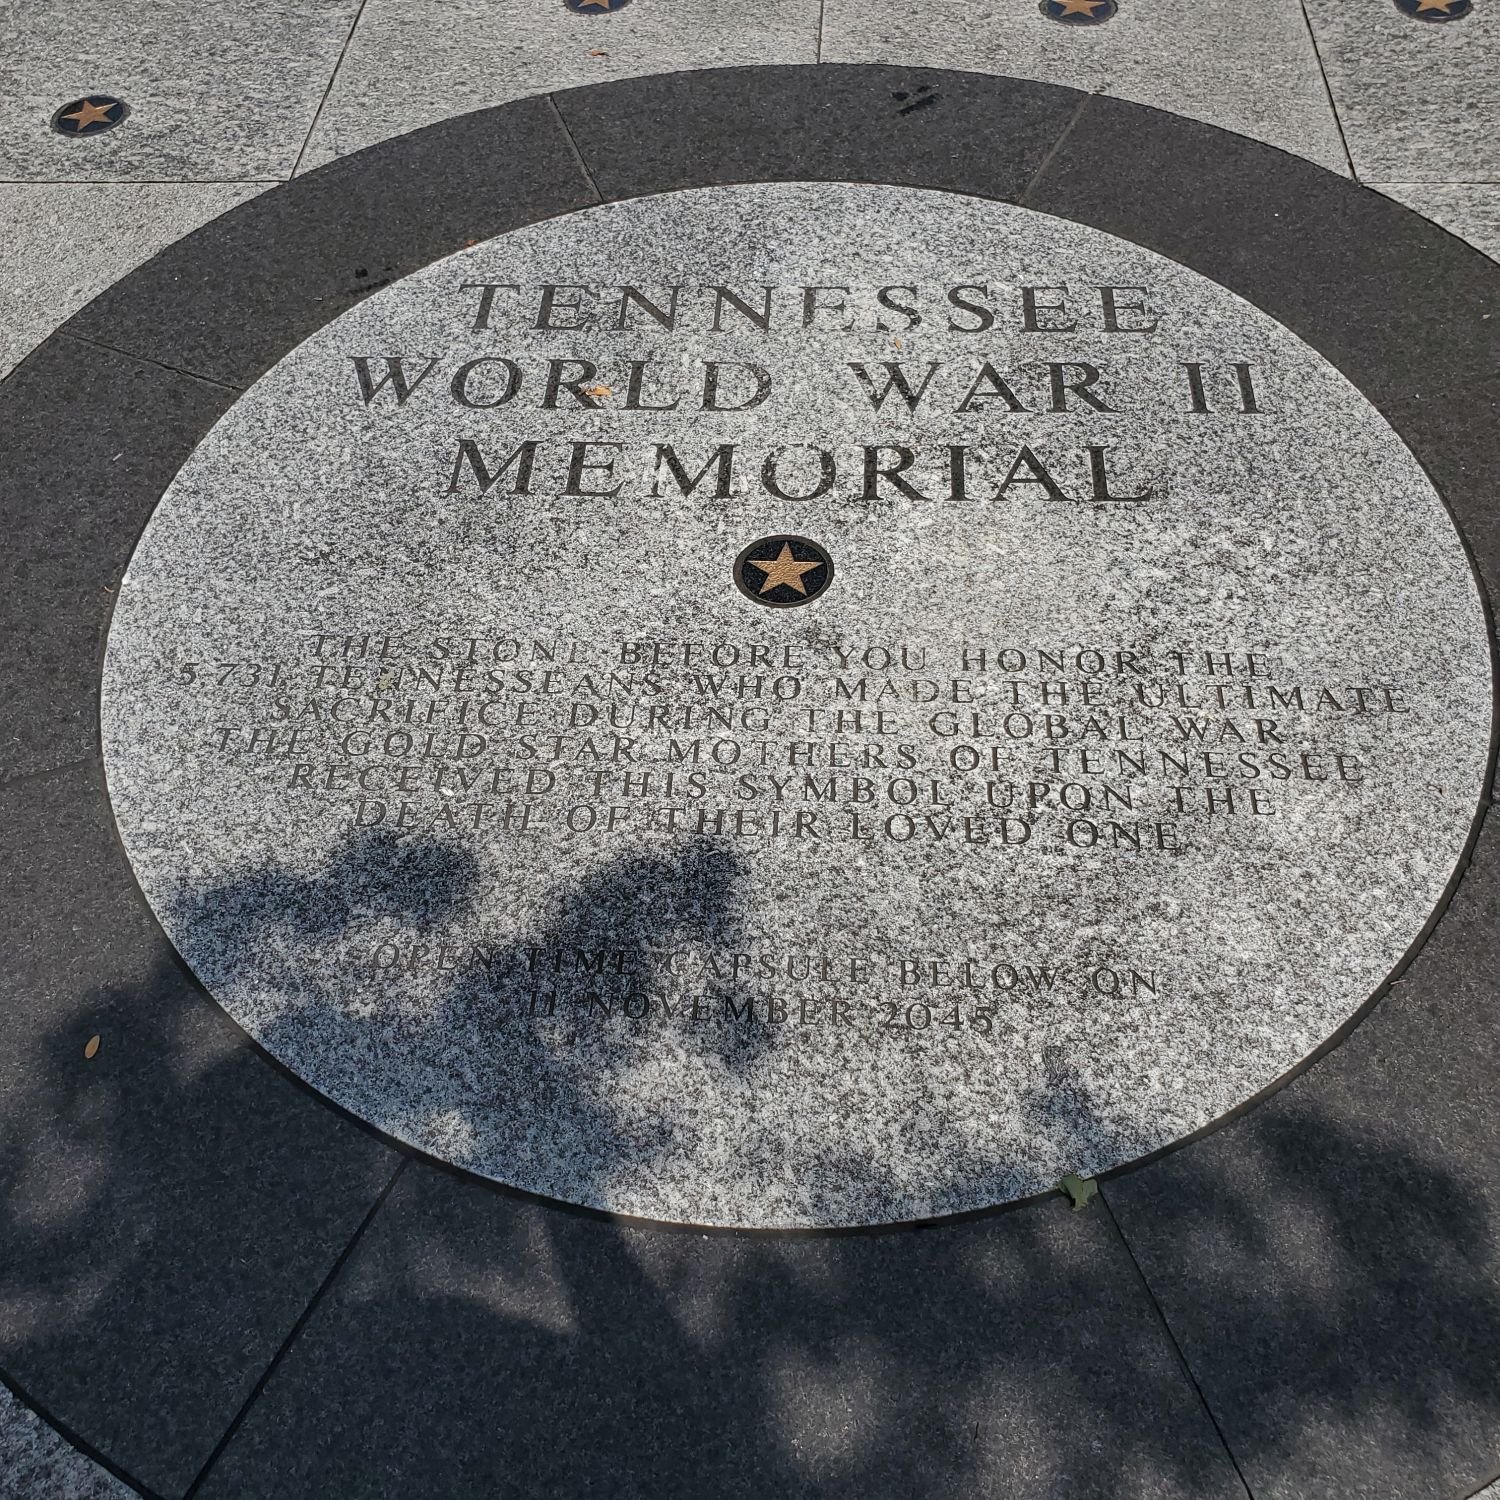 TENNESSEE
WORLD WAR II
MEMORIAL
THE STONE BEFORE YOU HONOR THE
5,731 TENNESSEANS WHO MADE THE ULTIMATE
SACRIFICE DURING THE GLOBAL WAR
THE GOLD STAR MOTHERS OF TENNESSEE
RECEIVED THIS SYMBOL UPON THE
DEATH OF THEIR LOVED ONE
OPEN TIME CAPSULE BELOW ON
11 NOVEMBER 2045